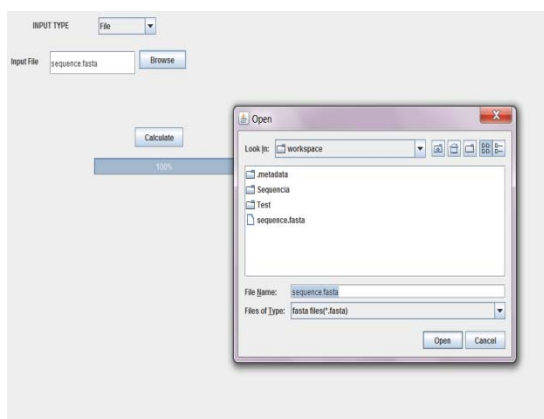 INPUT TYPE File
Input File sequence.fasta Browse
Calculate
100%
Open
Look In: workspace
.metadata
Sequencia
Test
sequence.fasta
File Name: sequence.fasta
Files of Type: fasta files(*.fasta)
Open Cancel